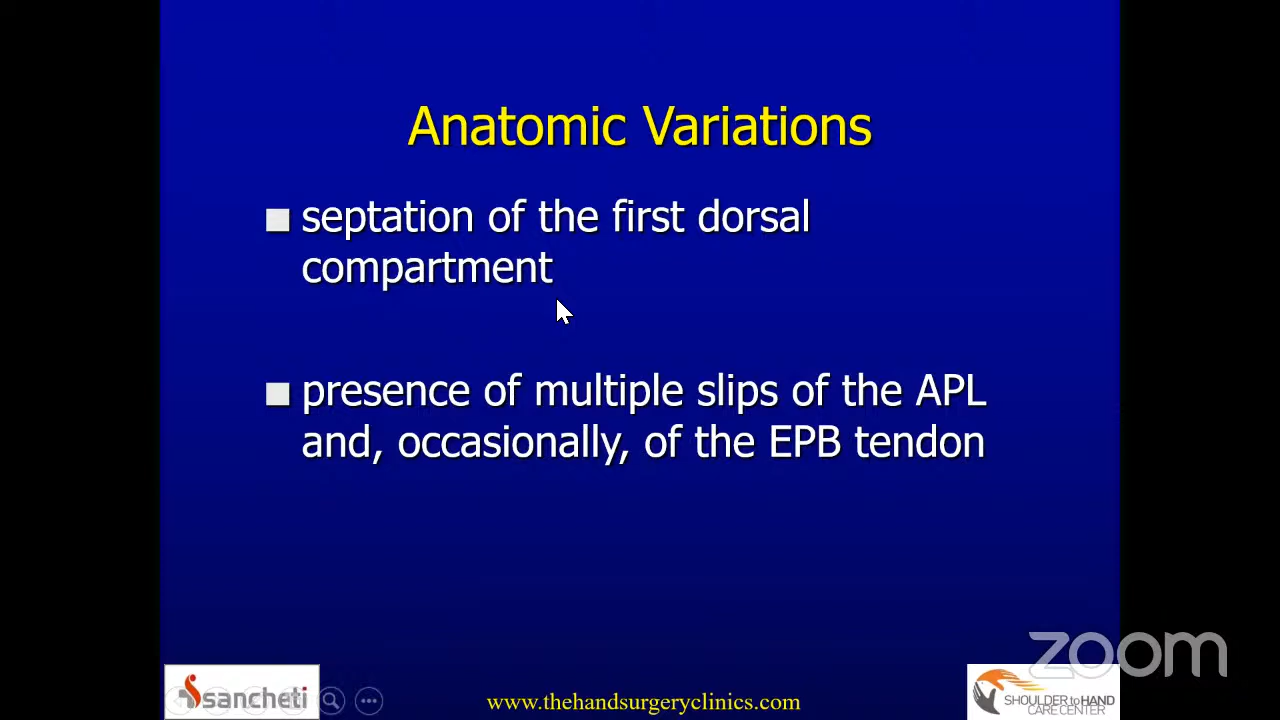 Anatomic Variations
septation of the first dorsal
compartment
presence of multiple slips of the APL
and, occasionally, of the EPB tendon
zoom
sancheti
www.thehandsurgeryclinics.com
SHOULDER to HAND
CARE CENTER